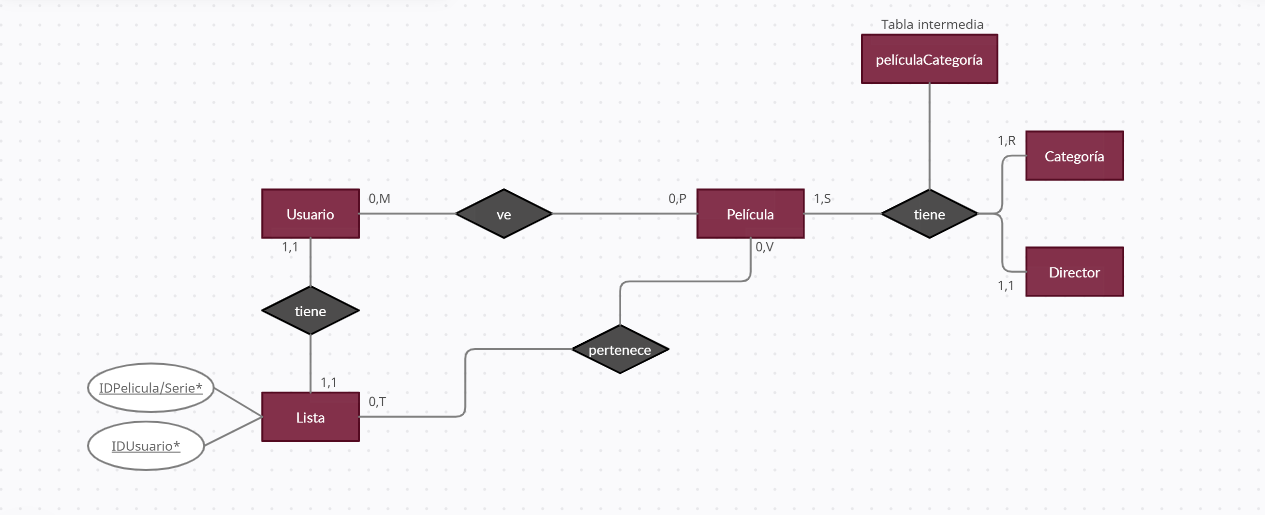 Tabla intermedia
películaCategoría
1,R
Categoría
Usuario
0,M
ve
0,P
Película
1,S
tiene
1,1
0,V
Director
1,1
tiene
pertenece
1,1
IDPelicula/Serie*
0,T
Lista
IDUsuario*